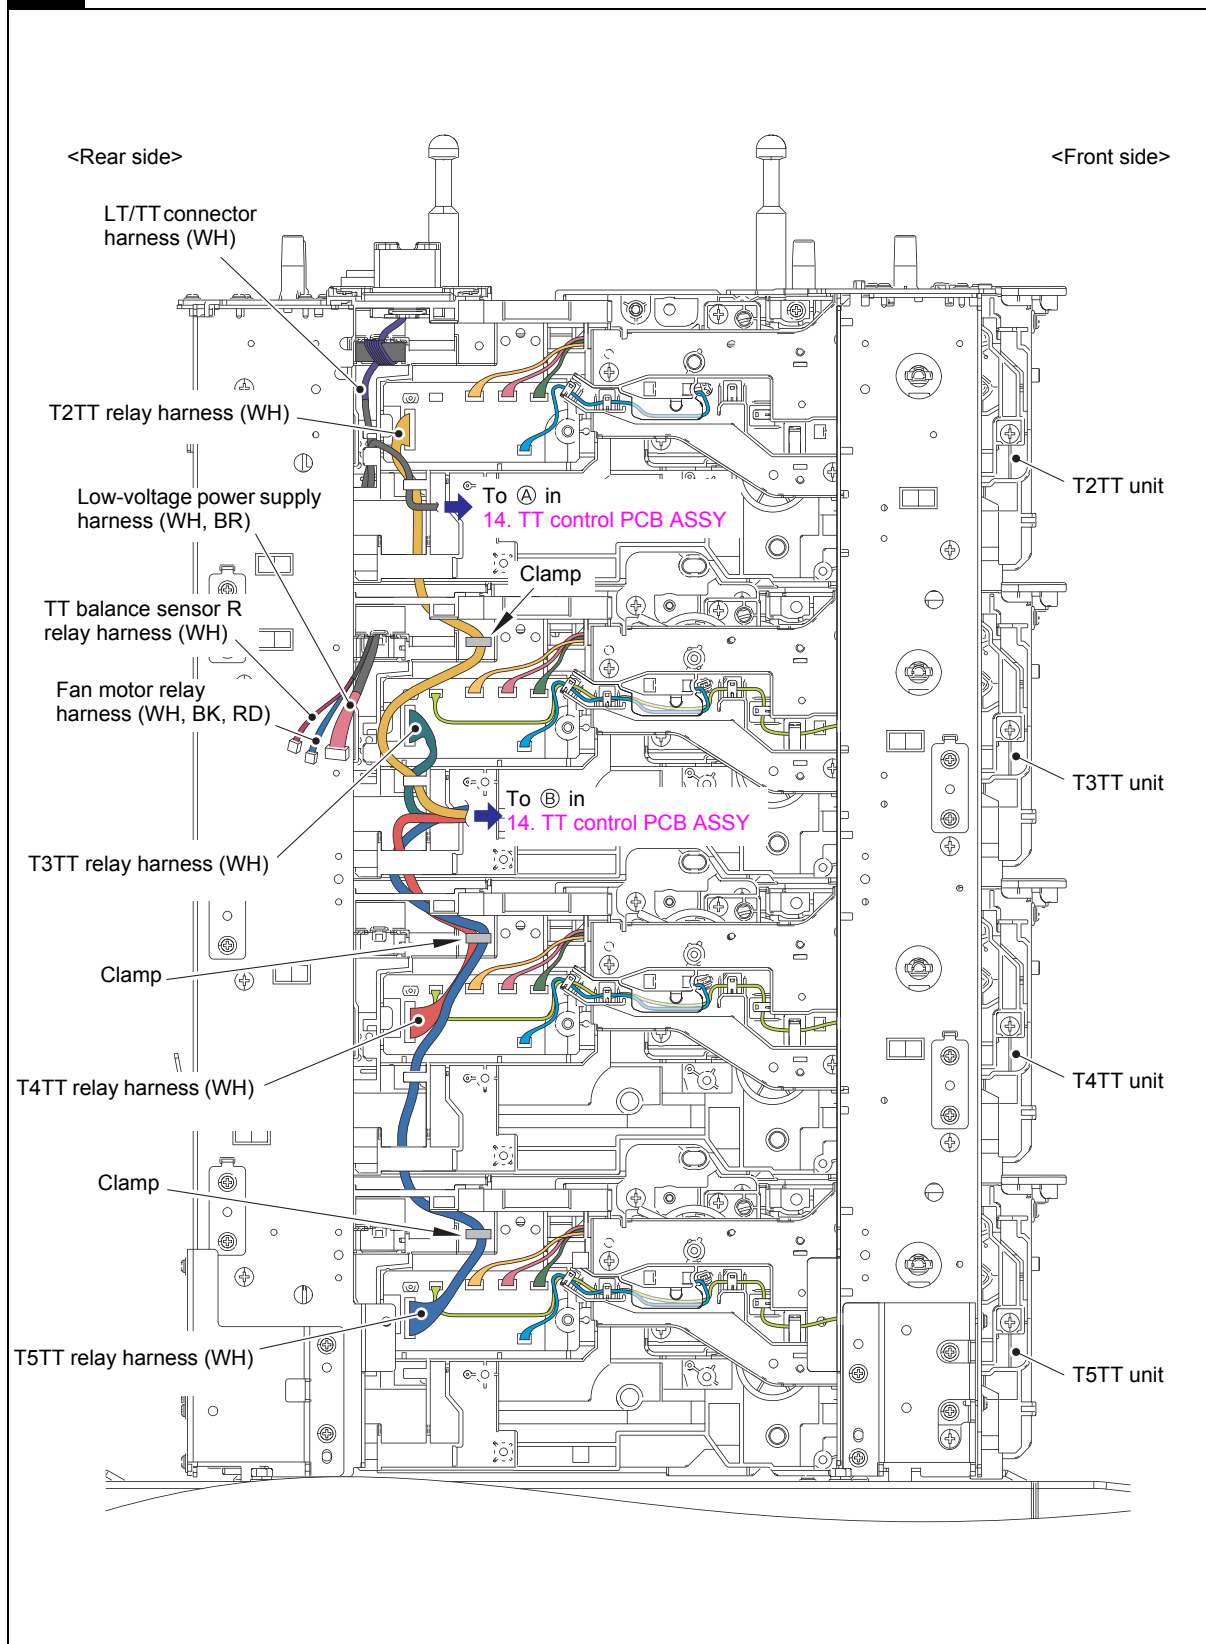 <Rear side>
<Front side>
LT/TT connector
harness (WH)
T2TT relay harness (WH)
T2TT unit
Low-voltage power supply
harness (WH, BR)
To Ⓐ in
14. TT control PCB ASSY
Clamp
TT balance sensor R
relay harness (WH)
Fan motor relay
harness (WH, BK, RD)
T3TT unit
To Ⓑ in
14. TT control PCB ASSY
T3TT relay harness (WH)
Clamp
T4TT relay harness (WH)
T4TT unit
Clamp
T5TT relay harness (WH)
T5TT unit